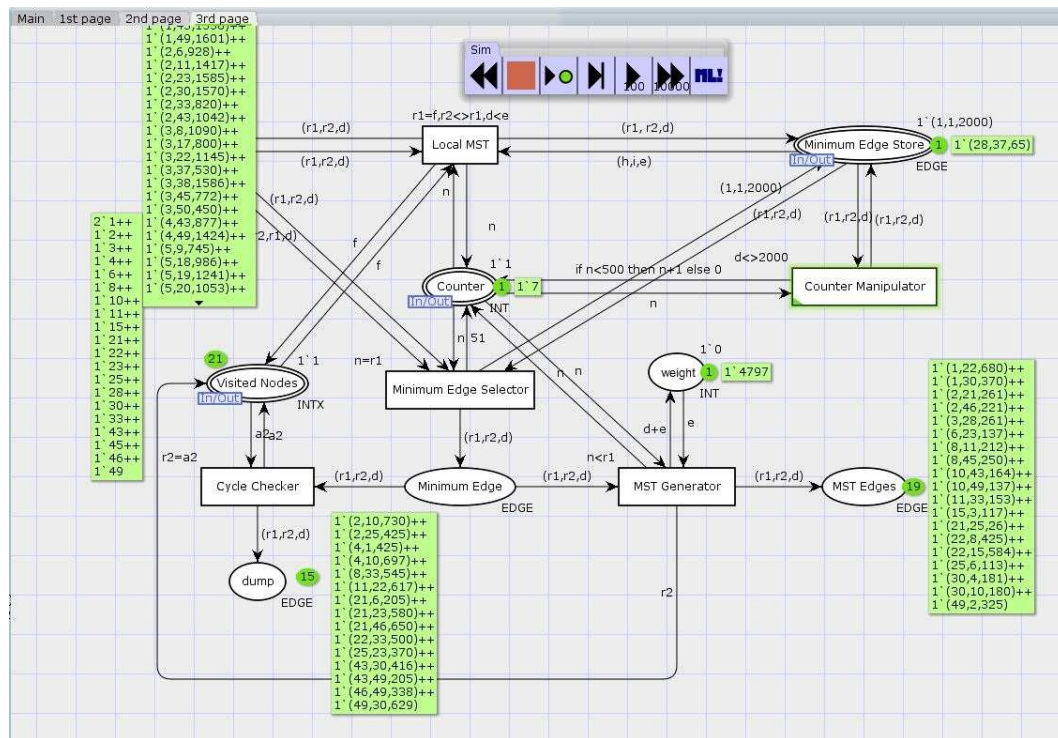 Main 1st page 2nd page 3rd page
1`(1,49,1601)++
1`(2,6,928)++
1`(2,11,1417)++
1`(2,23,1585)++
1`(2,30,1570)++
1`(2,33,820)++
1`(2,43,1042)++
1`(3,8,1090)++
1`(3,17,800)++
1`(3,22,1145)++
1`(3,37,530)++
1`(3,38,1586)++
1`(3,45,772)++
1`(3,50,450)++
1`(4,43,877)++
1`(4,49,1424)++
1`(5,9,745)++
1`(5,18,986)++
1`(5,19,1241)++
1`(5,20,1053)++
Sim
100
10000
ML!
r1=f,r2<>r1,d<e
Local MST
(r1,r2,d)
(r1,r2,d)
(r1, r2,d)
(h,i,e)
1`(1,1,2000)
Minimum Edge Store
In/Out
1
1`(28,37,65)
EDGE
(r1,r2,d)
2,r1,d)
n
n
f
f
(1,1,2000)
(r1,r2,d)
(r1,r2,d)
(r1,r2,d)
d<>2000
Counter Manipulator
if n<500 then n+1 else 0
n
1`1
Counter
In/Out
1
1`7
INT
2`1++
1`2++
1`3++
1`4++
1`6++
1`8++
1`10++
1`11++
1`15++
1`21++
1`22++
1`23++
1`25++
1`28++
1`30++
1`33++
1`43++
1`45++
1`46++
1`49
21
1`1
Visited Nodes
In/Out
INTX
n=r1
n
51
n
n
Minimum Edge Selector
1`0
weight
1
1`4797
INT
d+e
e
r2=a2
a2
a2
(r1,r2,d)
n<r1
Cycle Checker
(r1,r2,d)
Minimum Edge
EDGE
(r1,r2,d)
MST Generator
(r1,r2,d)
MST Edges
19
EDGE
1`(1,22,680)++
1`(1,30,370)++
1`(2,21,261)++
1`(2,46,221)++
1`(3,28,261)++
1`(6,23,137)++
1`(8,11,212)++
1`(8,45,250)++
1`(10,43,164)++
1`(10,49,137)++
1`(11,33,153)++
1`(15,3,117)++
1`(21,25,26)++
1`(22,8,425)++
1`(22,15,584)++
1`(25,6,113)++
1`(30,4,181)++
1`(30,10,180)++
1`(49,2,325)
(r1,r2,d)
dump
15
EDGE
1`(2,10,730)++
1`(2,25,425)++
1`(4,1,425)++
1`(4,10,697)++
1`(8,33,545)++
1`(11,22,617)++
1`(21,6,205)++
1`(21,23,580)++
1`(21,46,650)++
1`(22,33,500)++
1`(25,23,370)++
1`(43,30,416)++
1`(43,49,205)++
1`(46,49,338)++
1`(49,30,629)
r2